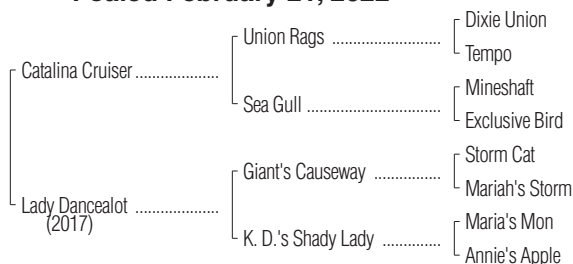 Dixie Union
Union Rags ........................
Tempo
Catalina Cruiser ...................
Mineshaft
Sea Gull ..............................
Exclusive Bird
Storm Cat
Giant's Causeway ...............
Mariah's Storm
Lady Dancealot ...................
(2017)
Maria's Mon
K. D.'s Shady Lady .............
Annie's Apple